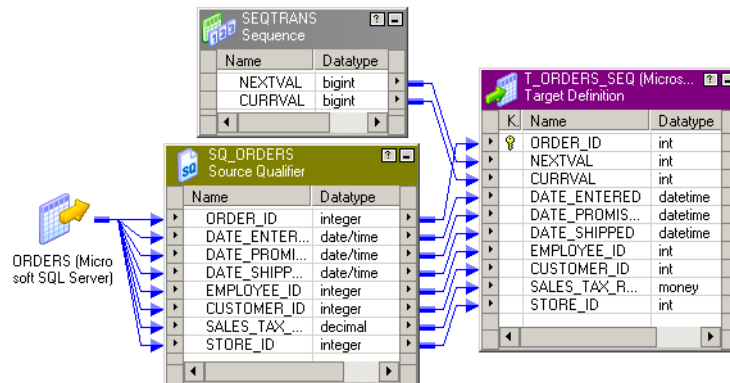 SEQTRANS
Sequence
Name Datatype
NEXTVAL bigint
CURRVAL bigint
T_ORDERS_SEQ (Micros...
Target Definition
K. Name Datatype
ORDER_ID int
NEXTVAL int
CURRVAL int
DATE_ENTERED datetime
DATE_PROMIS... datetime
DATE_SHIPPED datetime
EMPLOYEE_ID int
CUSTOMER_ID int
SALES_TAX_R... money
STORE_ID int
SQ
SQ_ORDERS
Source Qualifier
Name Datatype
ORDER_ID integer
DATE_ENTER... date/time
DATE_PROMI... date/time
DATE_SHIPP... date/time
EMPLOYEE_ID integer
CUSTOMER_ID integer
SALES_TAX_... decimal
STORE_ID integer
ORDERS (Micro
soft SQL Server)